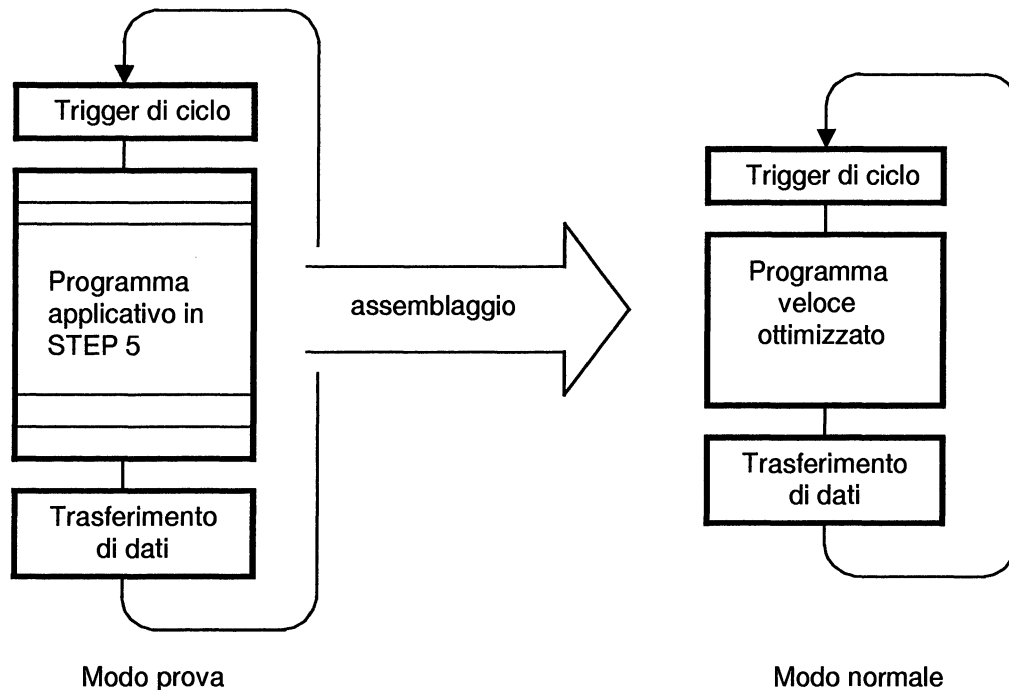 Trigger di ciclo
Programma
applicativo in
STEP 5
Trasferimento
di dati
Modo prova
assemblaggio
Trigger di ciclo
Programma
veloce
ottimizzato
Trasferimento
di dati
Modo normale